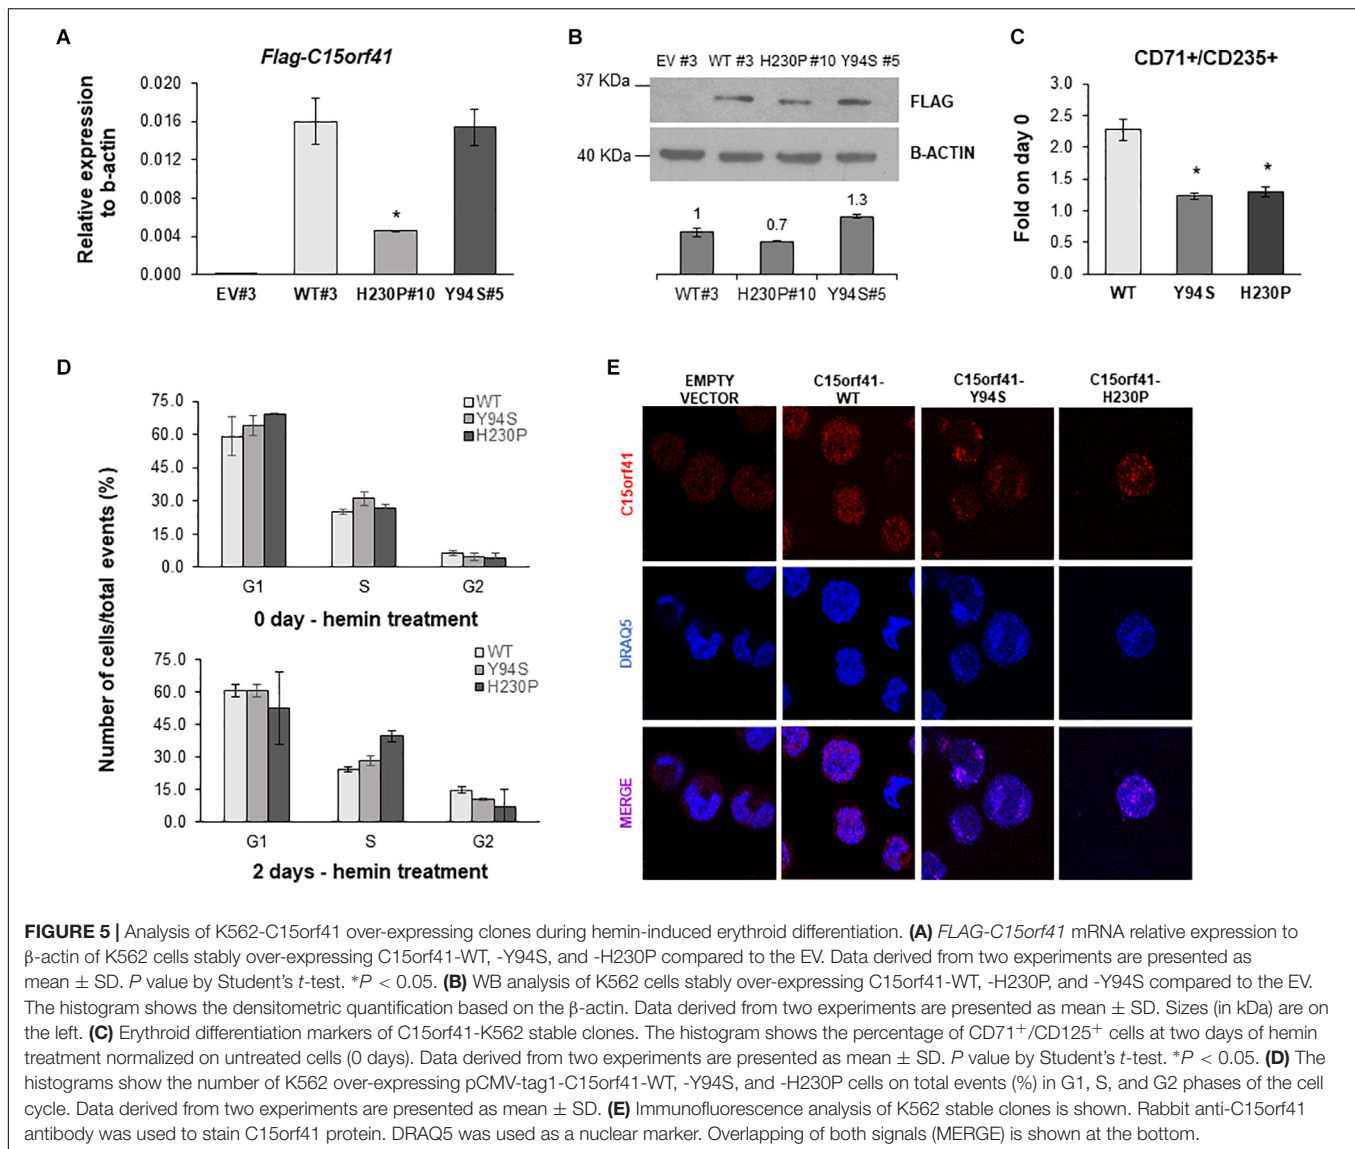 A
Flag-C15orf41
Relative expression
to b-actin
0.020
0.016
0.012
0.008
0.004
0.000
*
EV#3
WT#3
H230P#10
Y94S#5
B
EV #3 WT #3 H230P #10 Y94S #5
37 KDa
FLAG
40 KDa
B-ACTIN
1
0.7
1.3
WT#3
H230P#10
Y94S#5
C
CD71+/CD235+
Fold on day 0
3.0
2.5
2.0
1.5
1.0
0.5
0.0
*
*
WT
Y94S
H230P
D
Number of cells/total events (%)
75.0
60.0
45.0
30.0
15.0
0.0
WT
Y94S
H230P
G1
S
G2
0 day - hemin treatment
75.0
60.0
45.0
30.0
15.0
0.0
WT
Y94S
H230P
G1
S
G2
2 days - hemin treatment
E
EMPTY
VECTOR
C15orf41-
WT
C15orf41-
Y94S
C15orf41-
H230P
C15orf41
DRAQ5
MERGE
FIGURE 5 | Analysis of K562-C15orf41 over-expressing clones during hemin-induced erythroid differentiation. (A) FLAG-C15orf41 mRNA relative expression to
β-actin of K562 cells stably over-expressing C15orf41-WT, -Y94S, and -H230P compared to the EV. Data derived from two experiments are presented as
mean ± SD. P value by Student's t-test. *P < 0.05. (B) WB analysis of K562 cells stably over-expressing C15orf41-WT, -H230P, and -Y94S compared to the EV.
The histogram shows the densitometric quantification based on the β-actin. Data derived from two experiments are presented as mean ± SD. Sizes (in kDa) are on
the left. (C) Erythroid differentiation markers of C15orf41-K562 stable clones. The histogram shows the percentage of CD71+/CD125+ cells at two days of hemin
treatment normalized on untreated cells (0 days). Data derived from two experiments are presented as mean ± SD. P value by Student's t-test. *P < 0.05. (D) The
histograms show the number of K562 over-expressing pCMV-tag1-C15orf41-WT, -Y94S, and -H230P cells on total events (%) in G1, S, and G2 phases of the cell
cycle. Data derived from two experiments are presented as mean ± SD. (E) Immunofluorescence analysis of K562 stable clones is shown. Rabbit anti-C15orf41
antibody was used to stain C15orf41 protein. DRAQ5 was used as a nuclear marker. Overlapping of both signals (MERGE) is shown at the bottom.